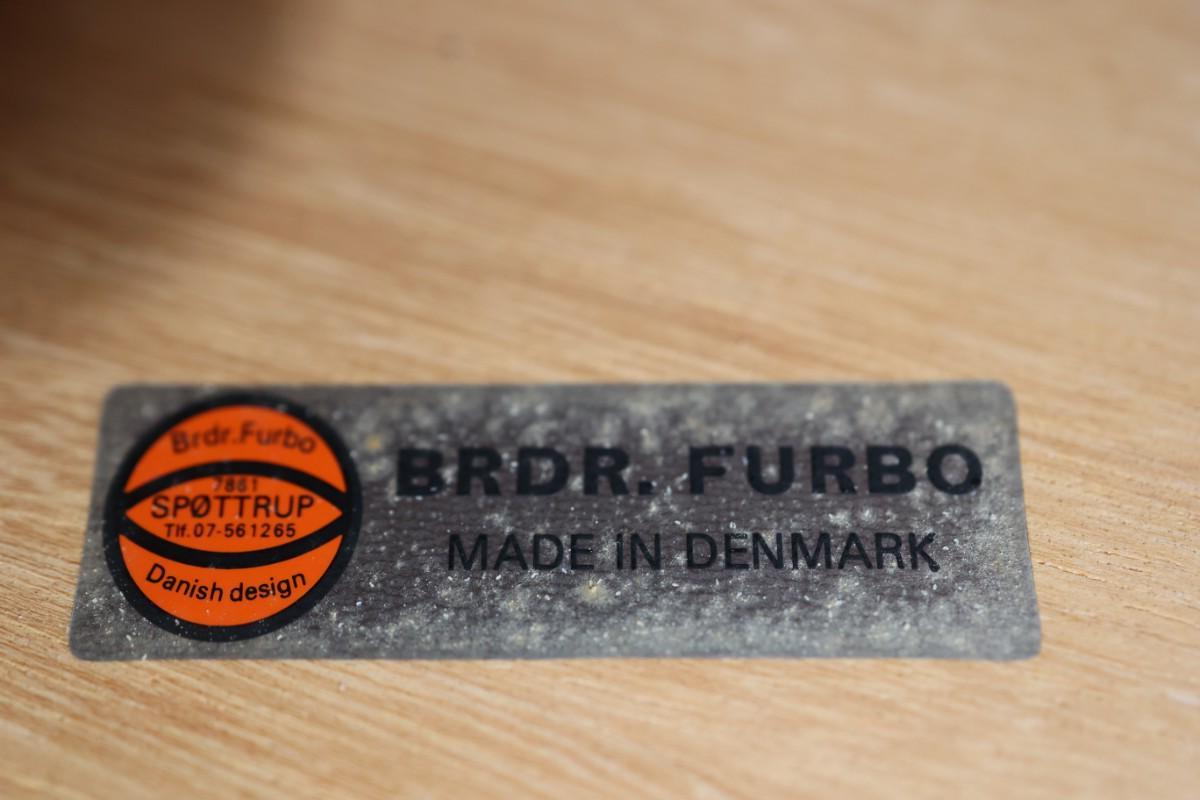 Brdr.Furbo
7861
SPØTTRUP
Tlf.07-561265
Danish design
BRDR. FURBO
MADE IN DENMARK